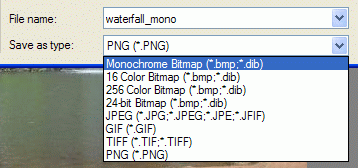 File name: waterfall_mono
Save as type: PNG (*.PNG)
Monochrome Bitmap (*.bmp;*.dib)
16 Color Bitmap (*.bmp;*.dib)
256 Color Bitmap (*.bmp;*.dib)
24-bit Bitmap (*.bmp;*.dib)
JPEG (*.JPG;*.JPEG;*.JPE;*.JFIF)
GIF (*.GIF)
TIFF (*.TIF;*.TIFF)
PNG (*.PNG)